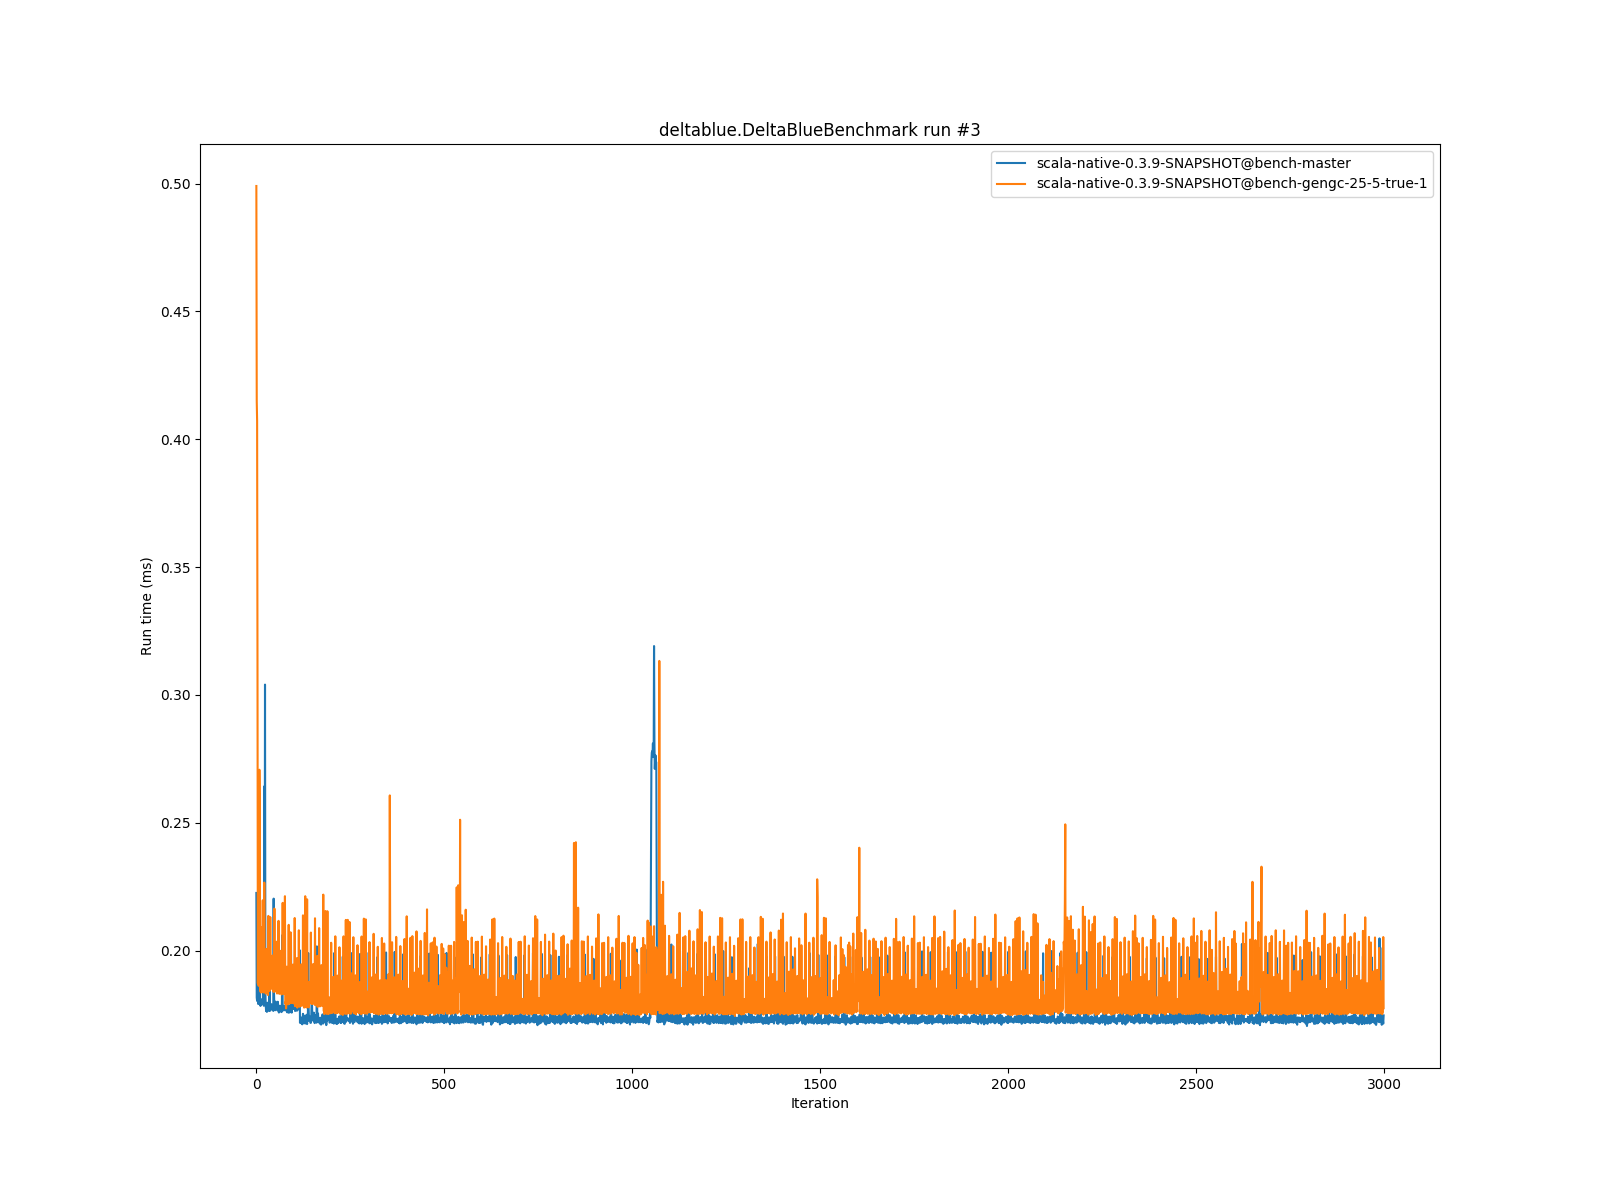 deltablue.DeltaBlueBenchmark run #3
scala-native-0.3.9-SNAPSHOT@bench-master
scala-native-0.3.9-SNAPSHOT@bench-gengc-25-5-true-1
0.50
0.45
0.40
0.35
0.30
0.25
0.20
Run time (ms)
0 500 1000 1500 2000 2500 3000
Iteration